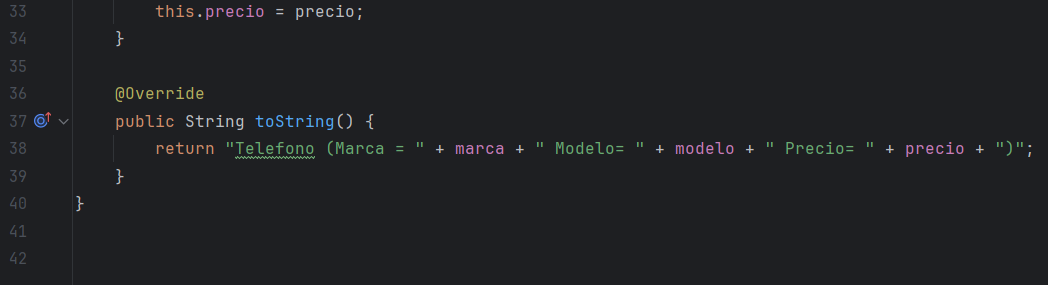 33 this.precio = precio;
34 }
35
36 @Override
37 public String toString() {
38 return "Telefono (Marca = " + marca + " Modelo= " + modelo + " Precio= " + precio + ")";
39 }
40 }
41
42